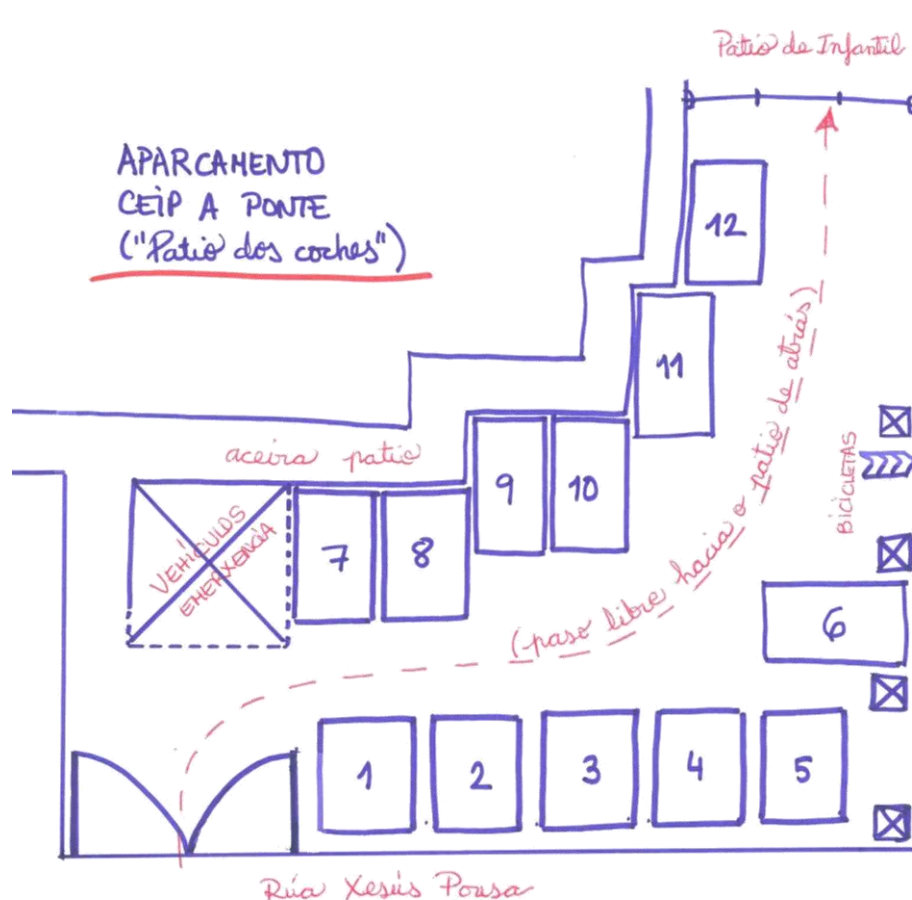 Patio de Infantil
APARCAMENTO
CEIP A PONTE
("Patio dos coches")
12
11
aceira patio
9
10
BICICLETAS
VEHÍCULOS
EMERXENCIA
7
8
(paso libre hacia o patio de atrás)
6
1
2
3
4
5
Rúa Xesús Pousa